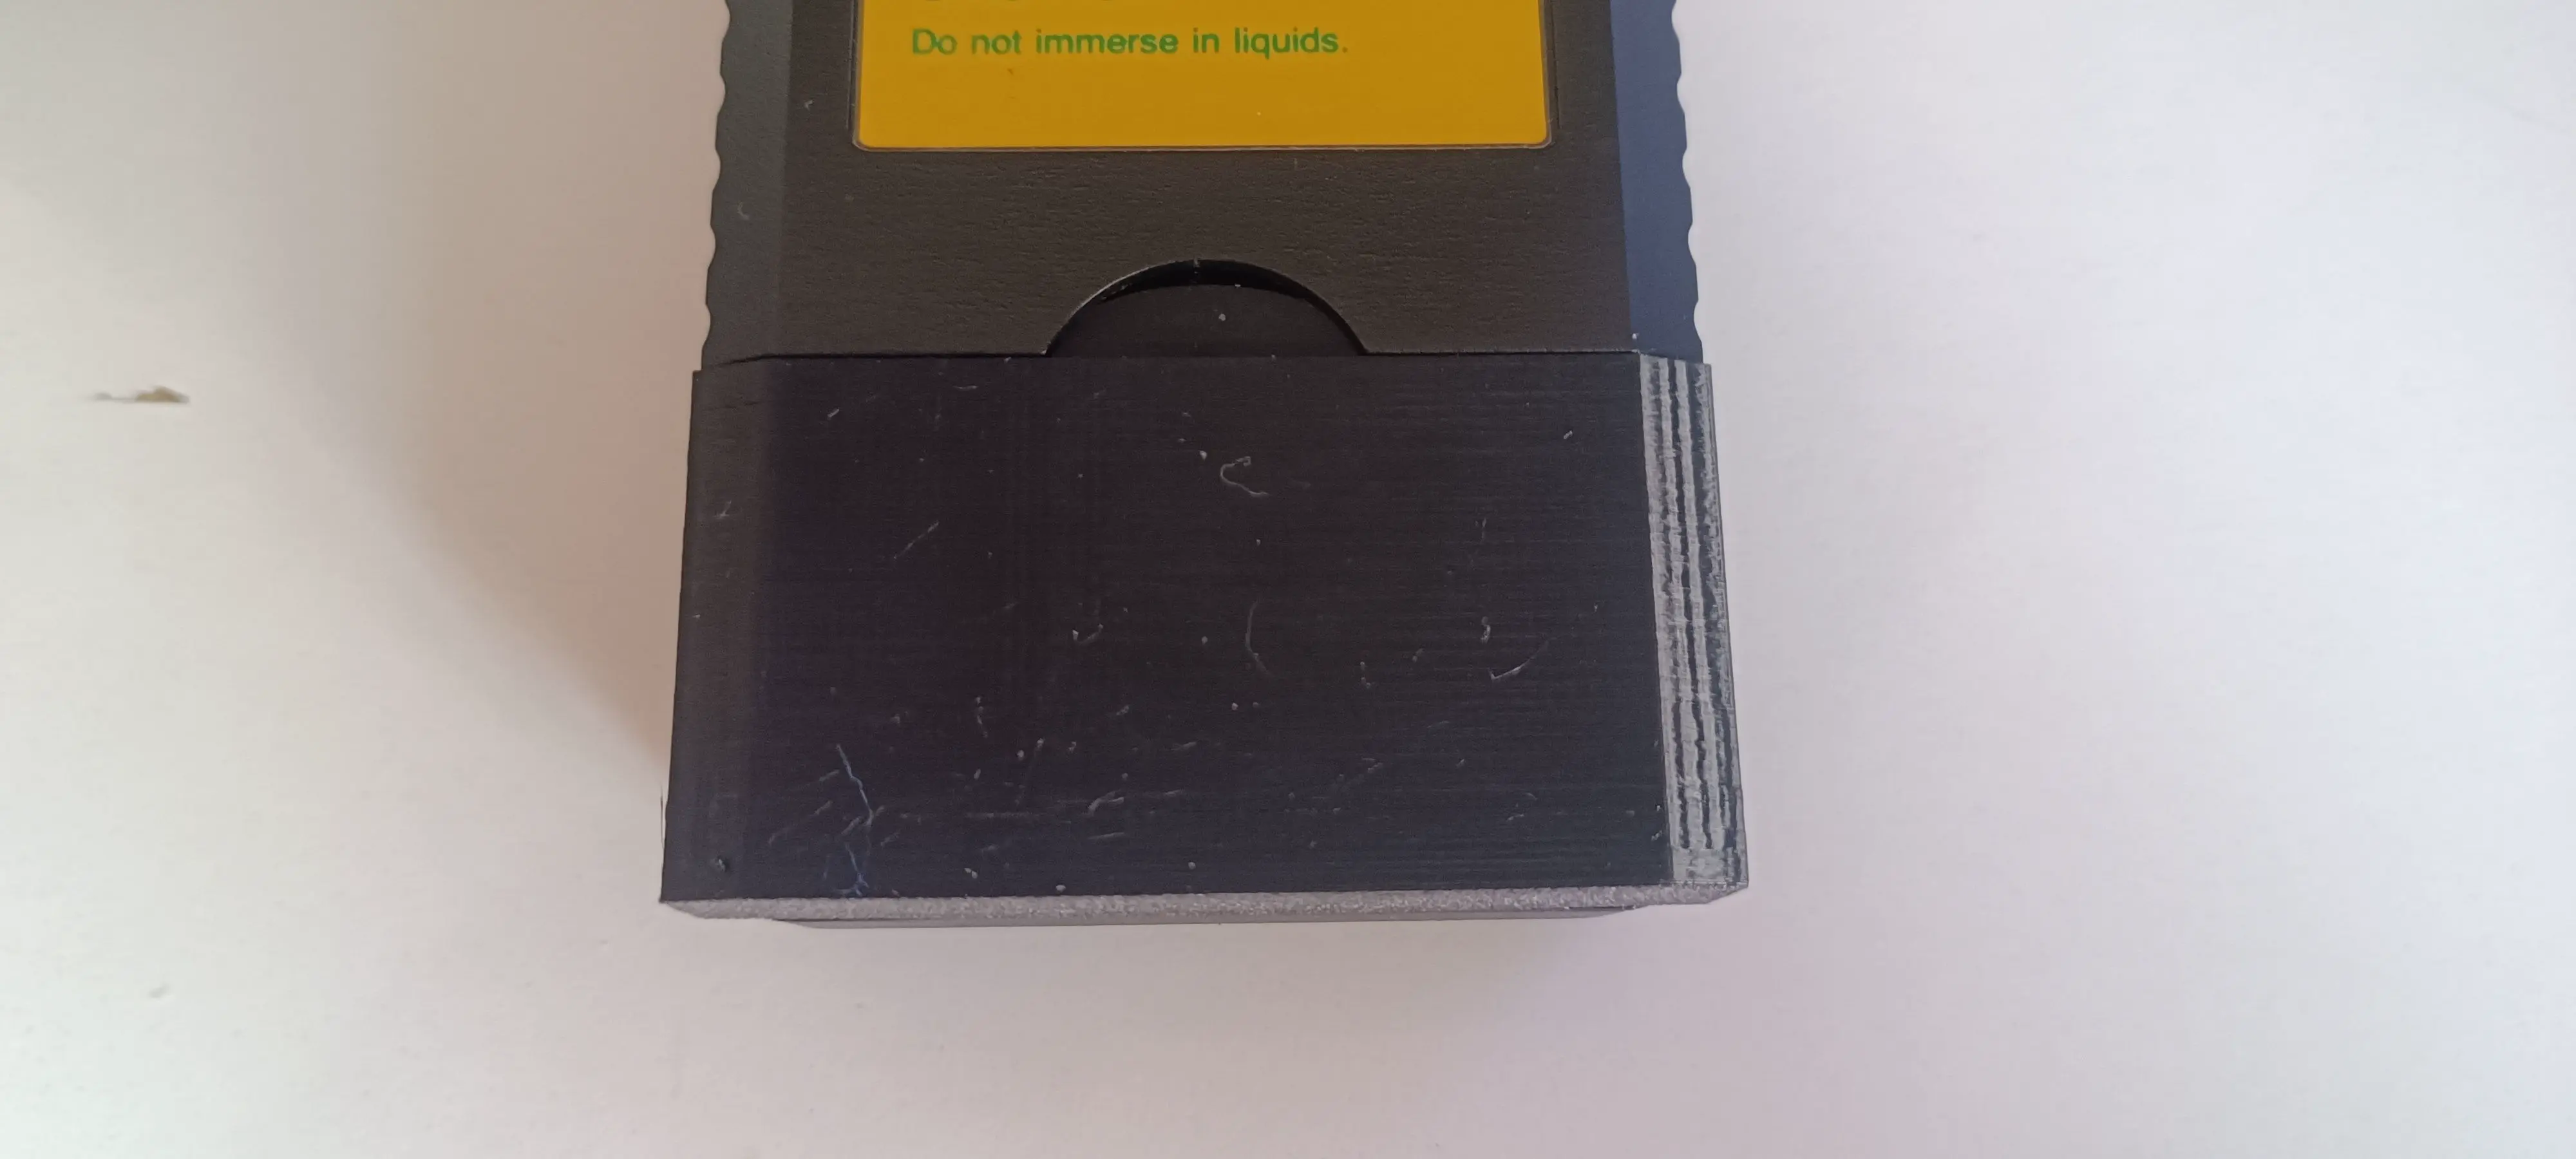 Do not immerse in liquids.